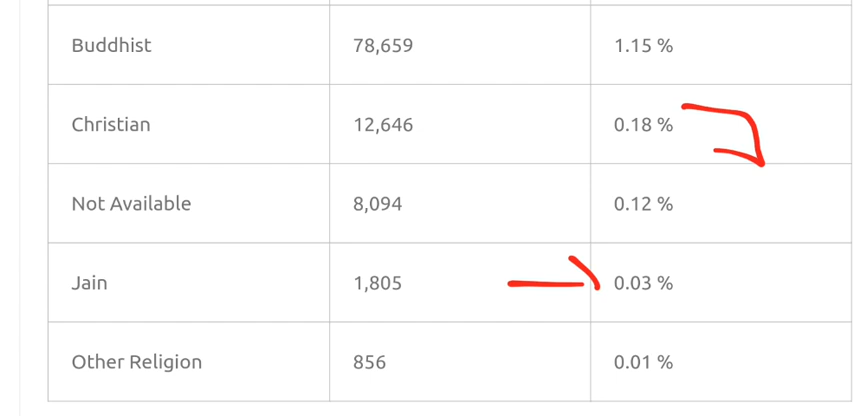 Buddhist 78,659 1.15 %
Christian 12,646 0.18 %
Not Available 8,094 0.12 %
Jain 1,805 0.03 %
Other Religion 856 0.01 %